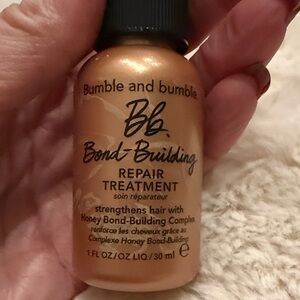 Bumble and bumble
Bb.
Bond-Building
REPAIR
TREATMENT
soin réparateur
strengthens hair with
Honey Bond-Building Complex
renforce les cheveux grâce au
Complexe Honey Bond-Building
1 FL OZ/OZ LIQ / 30 ml e